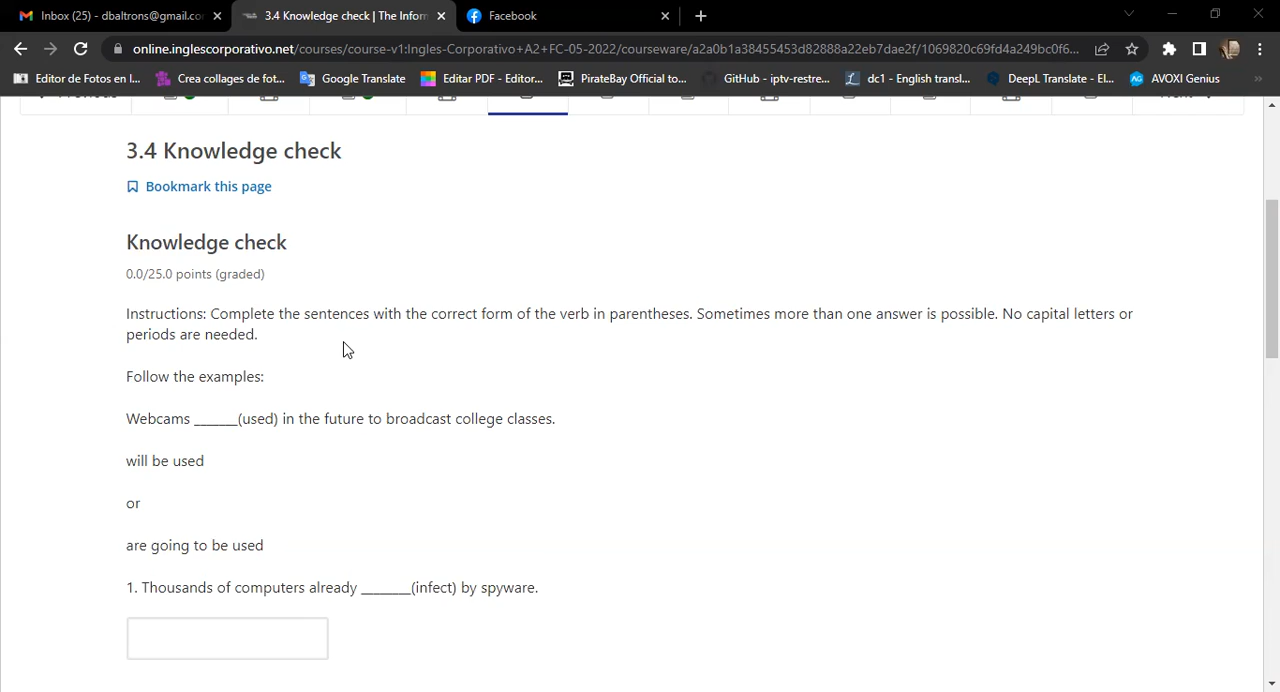 Inbox (25) - dbaltrons@gmail.co
3.4 Knowledge check | The Inform
Facebook
online.inglescorporativo.net/courses/course-v1:Ingles-Corporativo+A2+FC-05-2022/courseware/a2a0b1a38455453d82888a22eb7dae2f/1069820c69fd4a249bc0f6...
Editor de Fotos en l... Crea collages de fot... Google Translate Editar PDF - Editor... PirateBay Official to... GitHub - iptv-restre... dc1 - English transl... DeepL Translate - El... AVOXI Genius »
3.4 Knowledge check
Bookmark this page
Knowledge check
0.0/25.0 points (graded)
Instructions: Complete the sentences with the correct form of the verb in parentheses. Sometimes more than one answer is possible. No capital letters or
periods are needed.
Follow the examples:
Webcams ______(used) in the future to broadcast college classes.
will be used
or
are going to be used
1. Thousands of computers already _______(infect) by spyware.